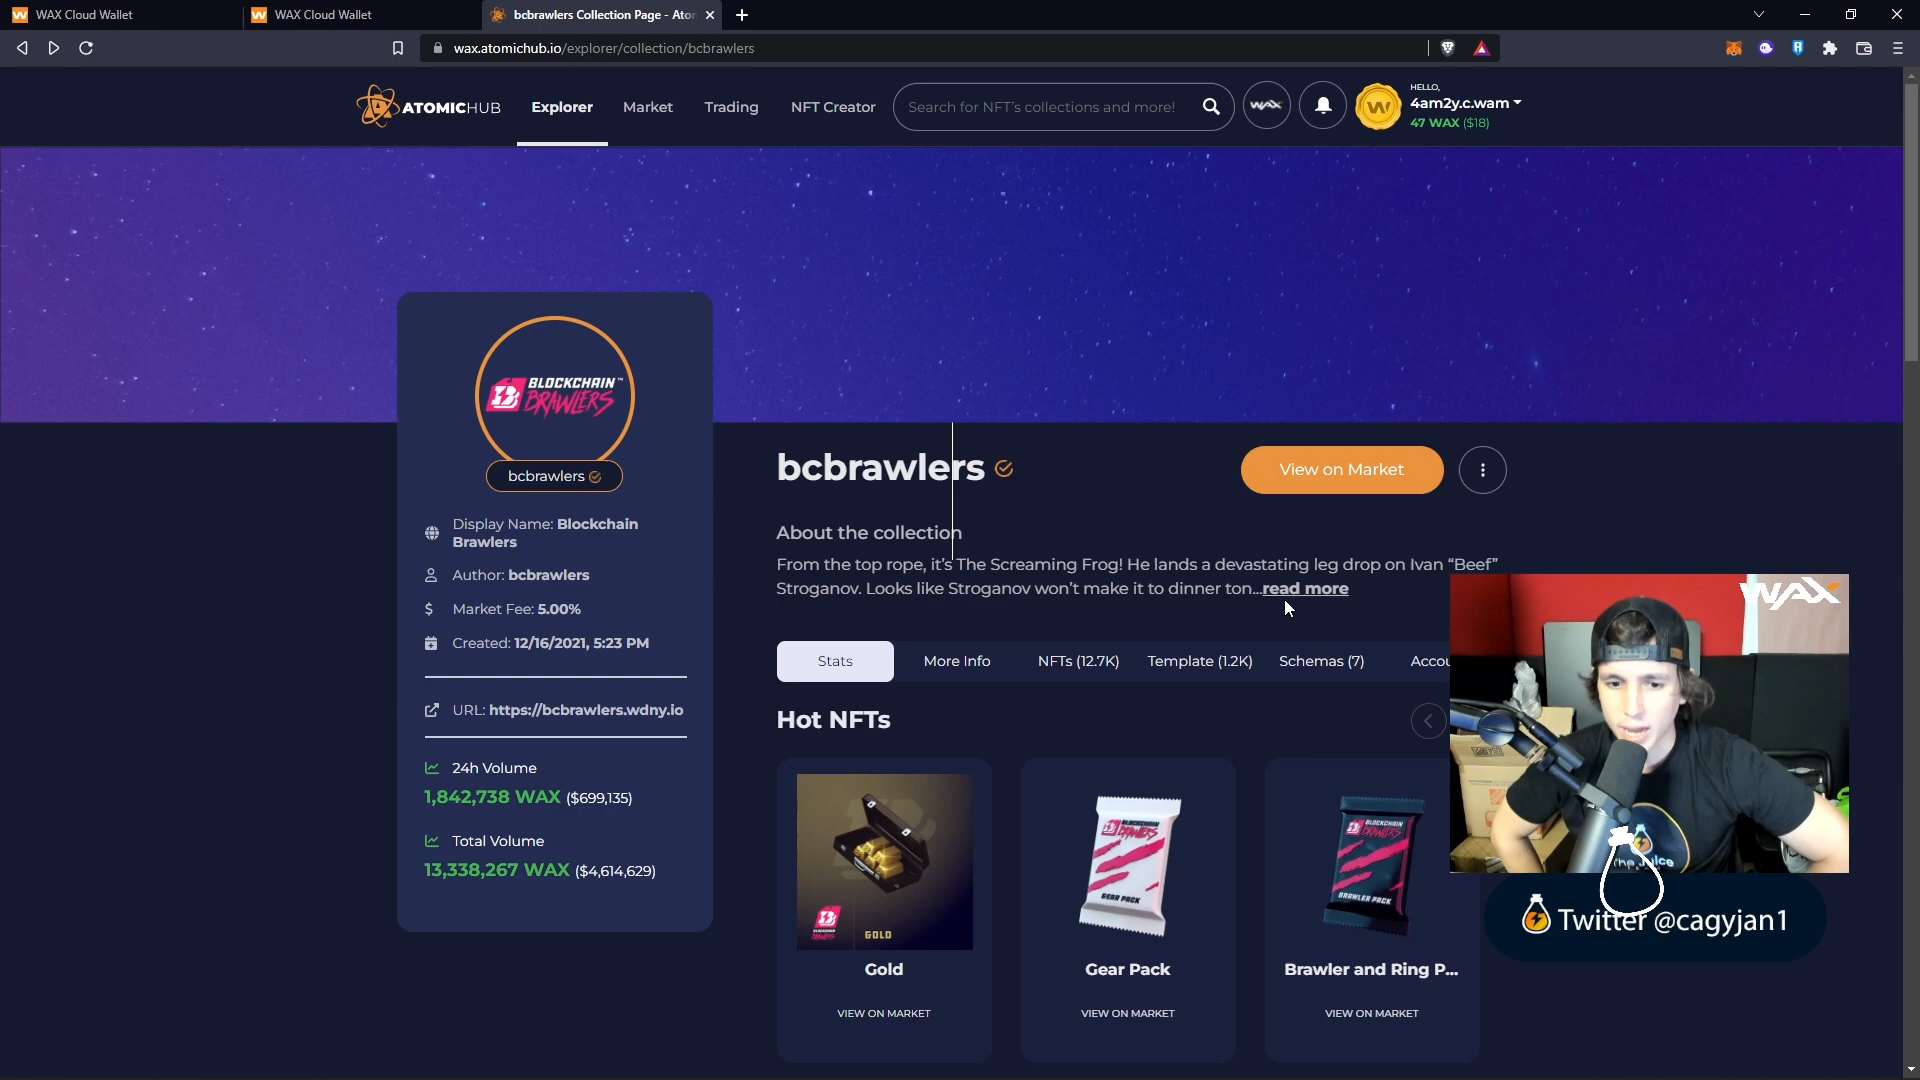 WAX Cloud Wallet
WAX Cloud Wallet
bcbrawlers Collection Page - Ato
wax.atomichub.io/explorer/collection/bcbrawlers
ATOMICHUB
Explorer
Market
Trading
NFT Creator
Search for NFT's collections and more!
WAX
HELLO,
4am2y.c.wam
47 WAX ($18)
BLOCKCHAIN™
BRAWLERS
bcbrawlers
Display Name: Blockchain
Brawlers
Author: bcbrawlers
Market Fee: 5.00%
Created: 12/16/2021, 5:23 PM
URL: https://bcbrawlers.wdny.io
24h Volume
1,842,738 WAX ($699,135)
Total Volume
13,338,267 WAX ($4,614,629)
bcbrawlers
View on Market
About the collection
From the top rope, it's The Screaming Frog! He lands a devastating leg drop on Ivan “Beef”
Stroganov. Looks like Stroganov won't make it to dinner ton...read more
Stats
More Info
NFTs (12.7K)
Template (1.2K)
Schemas (7)
Accou
Hot NFTs
GOLD
BLOCKCHAIN
BRAWLERS
GEAR PACK
BLOCKCHAIN
BRAWLERS
BRAWLER PACK
Gold
Gear Pack
Brawler and Ring P...
VIEW ON MARKET
VIEW ON MARKET
VIEW ON MARKET
WAX
The Juice
Twitter @cagyjan1